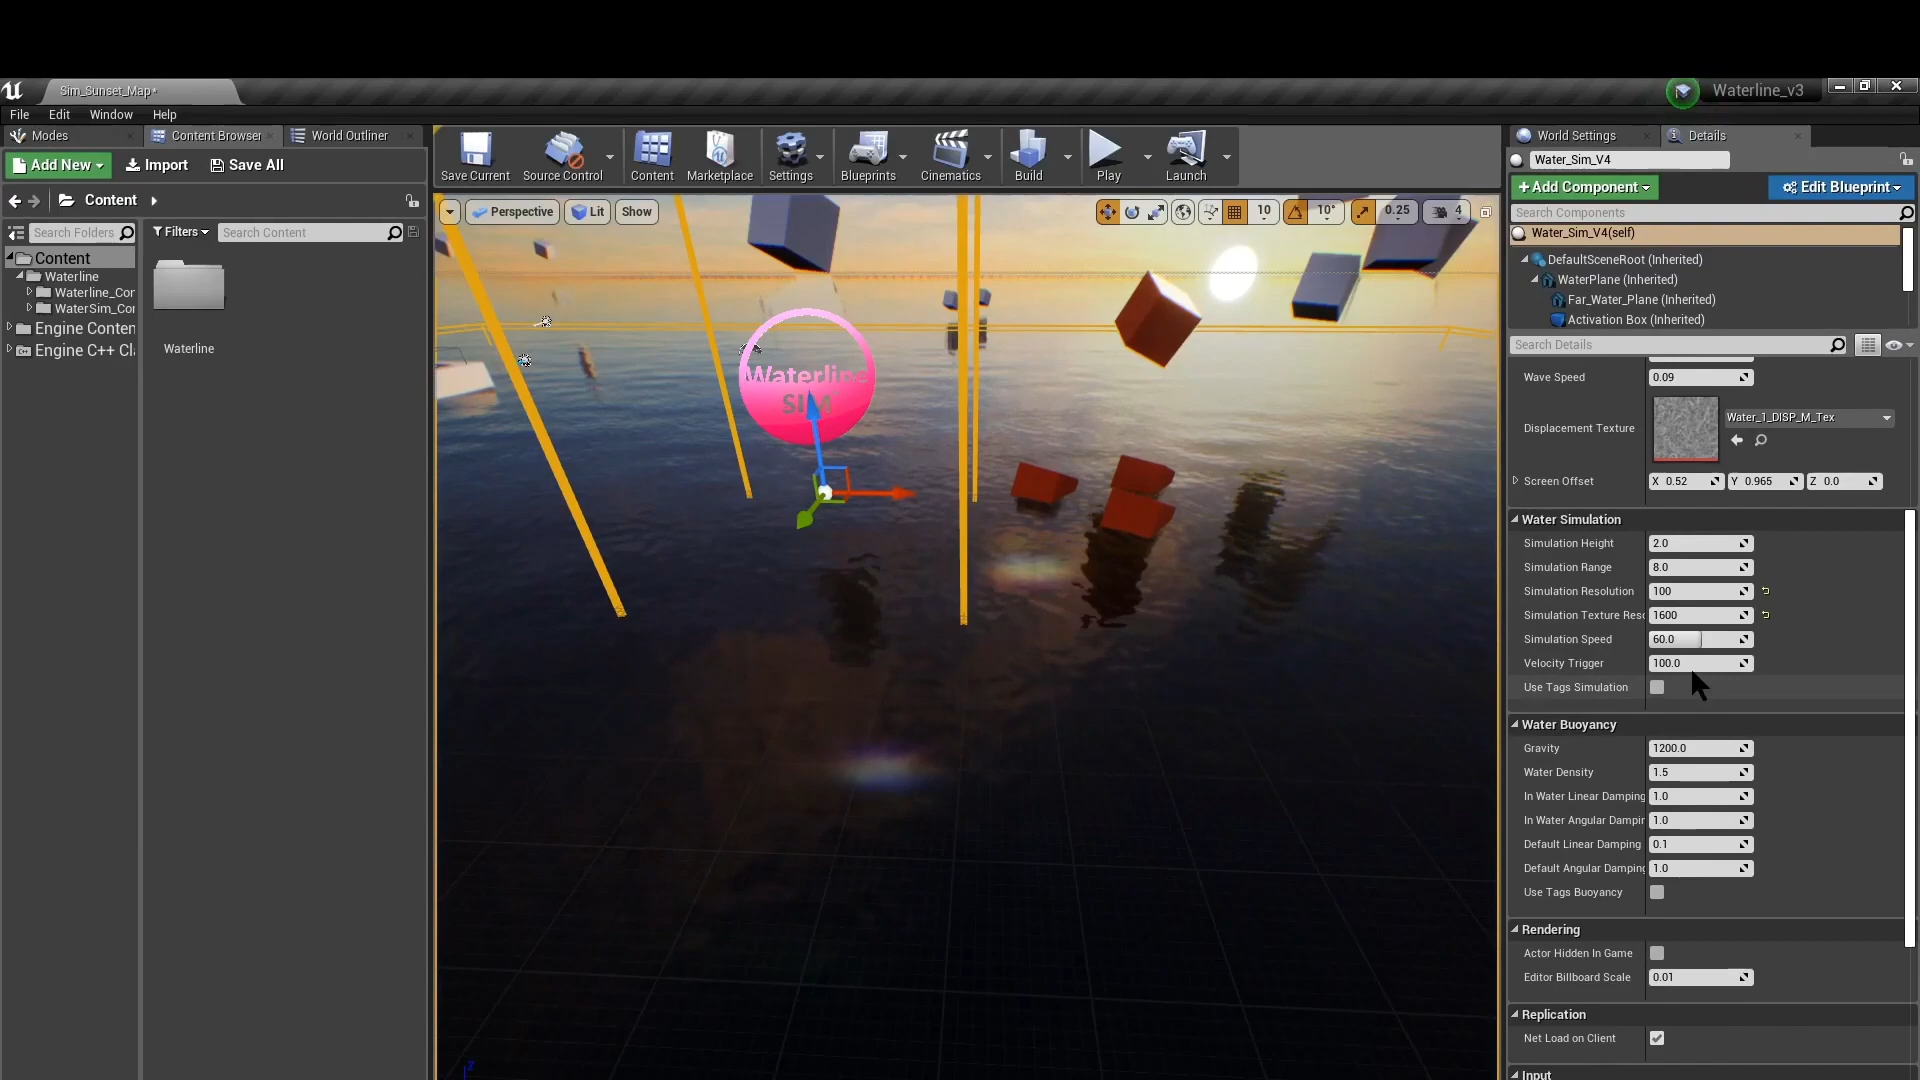 Sim_Sunset_Map*
Waterline_v3
File Edit Window Help
Modes
Content Browser
World Outliner
Add New
Import
Save All
Content
Search Folders
Filters
Search Content
Content
Waterline
Waterline_Cor
WaterSim_Cor
Engine Conten
Engine C++ Cl
Waterline
Save Current
Source Control
Content
Marketplace
Settings
Blueprints
Cinematics
Build
Play
Launch
Perspective
Lit
Show
10
10°
0.25
4
Waterline
SIM
Z
World Settings
Details
Water_Sim_V4
+Add Component
Edit Blueprint
Search Components
Water_Sim_V4(self)
DefaultSceneRoot (Inherited)
WaterPlane (Inherited)
Far_Water_Plane (Inherited)
Activation Box (Inherited)
Search Details
Wave Speed 0.09
Displacement Texture Water_1_DISP_M_Tex
Screen Offset X 0.52 Y 0.965 Z 0.0
Water Simulation
Simulation Height 2.0
Simulation Range 8.0
Simulation Resolution 100
Simulation Texture Reso 1600
Simulation Speed 60.0
Velocity Trigger 100.0
Use Tags Simulation
Water Buoyancy
Gravity 1200.0
Water Density 1.5
In Water Linear Damping 1.0
In Water Angular Dampin 1.0
Default Linear Damping 0.1
Default Angular Damping 1.0
Use Tags Buoyancy
Rendering
Actor Hidden In Game
Editor Billboard Scale 0.01
Replication
Net Load on Client
Input